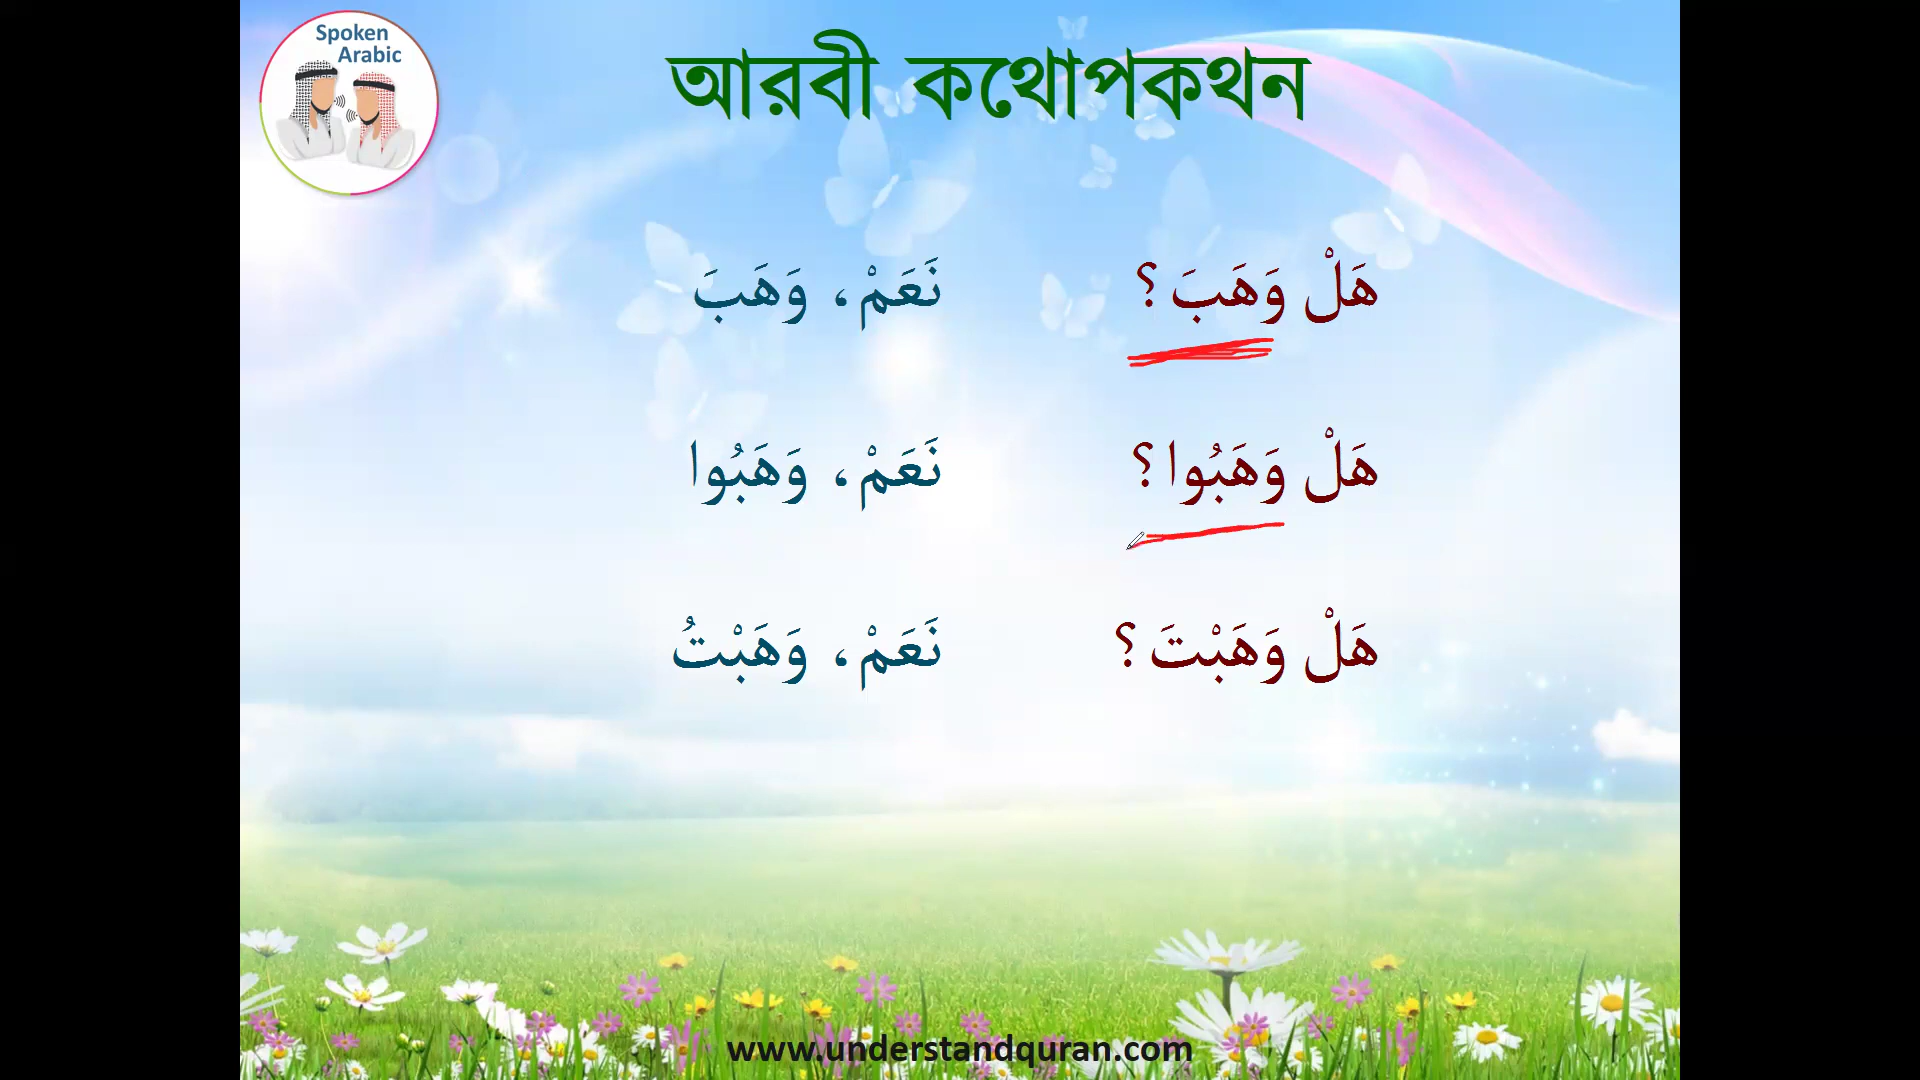 Spoken
Arabic
আরবী কথোপকথন
هَلْ وَهَبَ ؟ نَعَمْ، وَهَبَ
هَلْ وَهَبُوا ؟ نَعَمْ، وَهَبُوا
هَلْ وَهَبْتَ ؟ نَعَمْ، وَهَبْتُ
www.understandquran.com